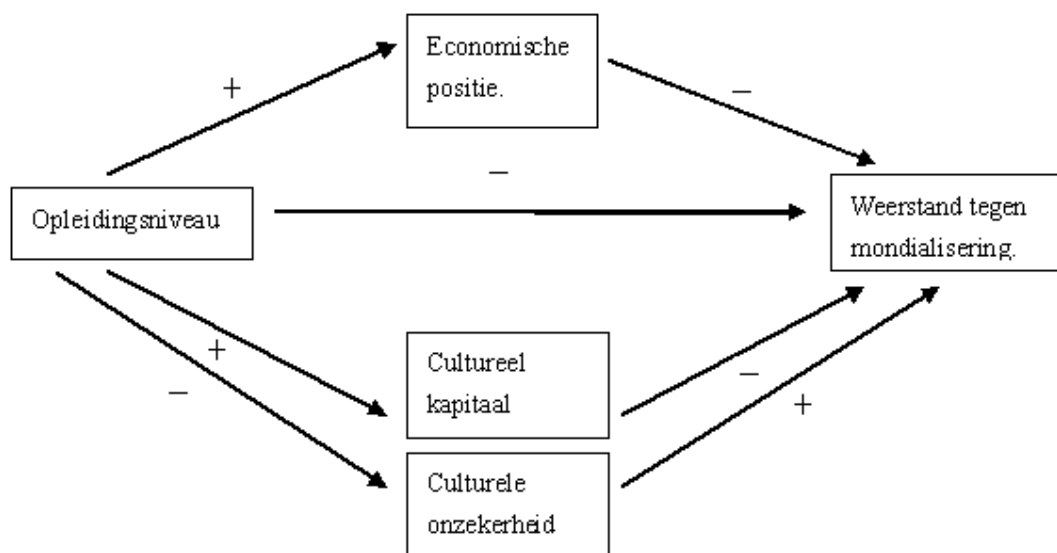 Economische
positie.
+
–
–
Opleidingsniveau
Weerstand tegen
mondialisering.
+
–
Cultureel
kapitaal
–
+
Culturele
onzekerheid